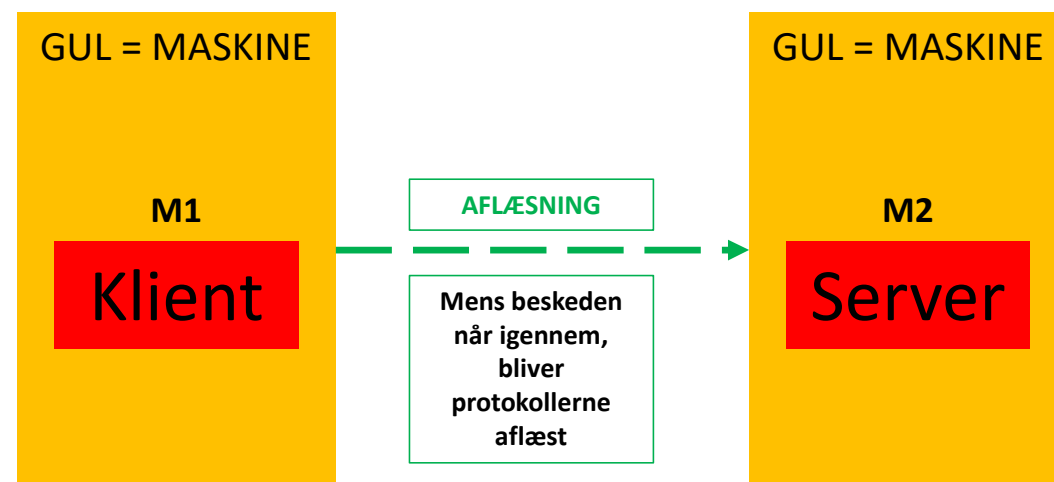 GUL = MASKINE
M1
Klient
AFLÆSNING
Mens beskeden
når igennem,
bliver
protokollerne
aflæst
GUL = MASKINE
M2
Server